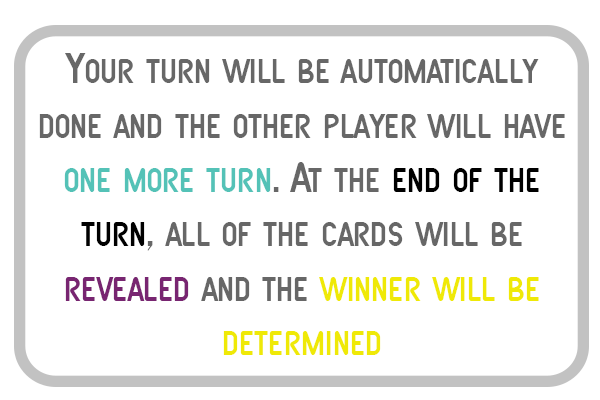 Your turn will be automatically
done and the other player will have
one more turn. At the end of the
turn, all of the cards will be
revealed and the winner will be
determined